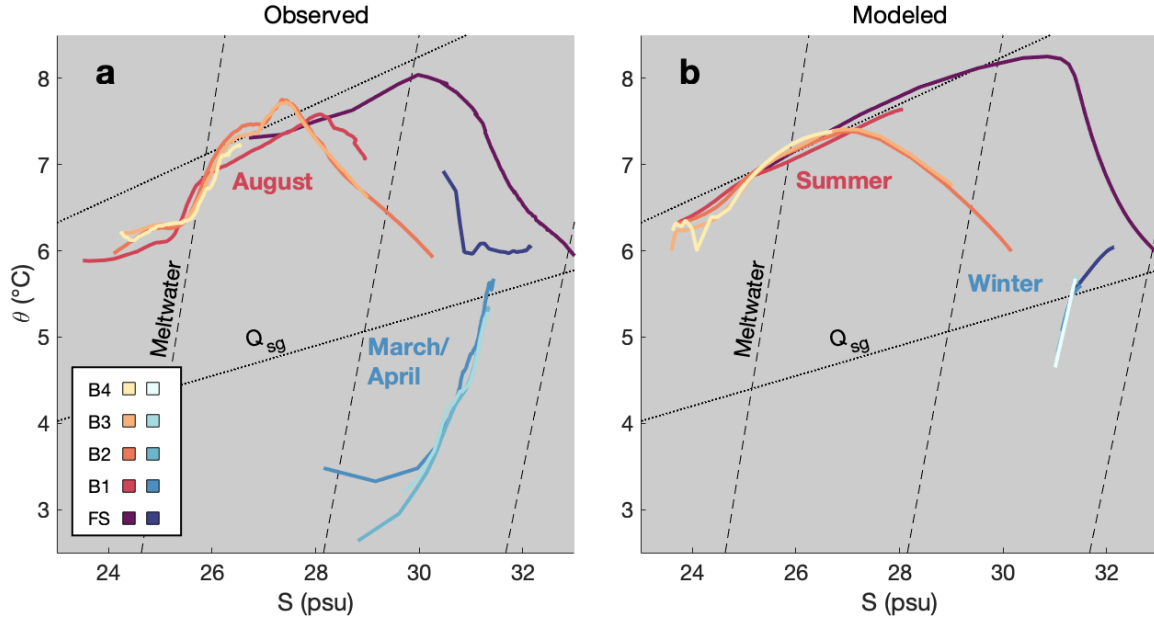 Observed
Modeled
a
b
8
7
6
5
4
3
θ (°C)
August
Meltwater
Qsg
March/
April
B4
B3
B2
B1
FS
24
26
28
30
32
S (psu)
8
7
6
5
4
3
Summer
Meltwater
Winter
Qsg
24
26
28
30
32
S (psu)